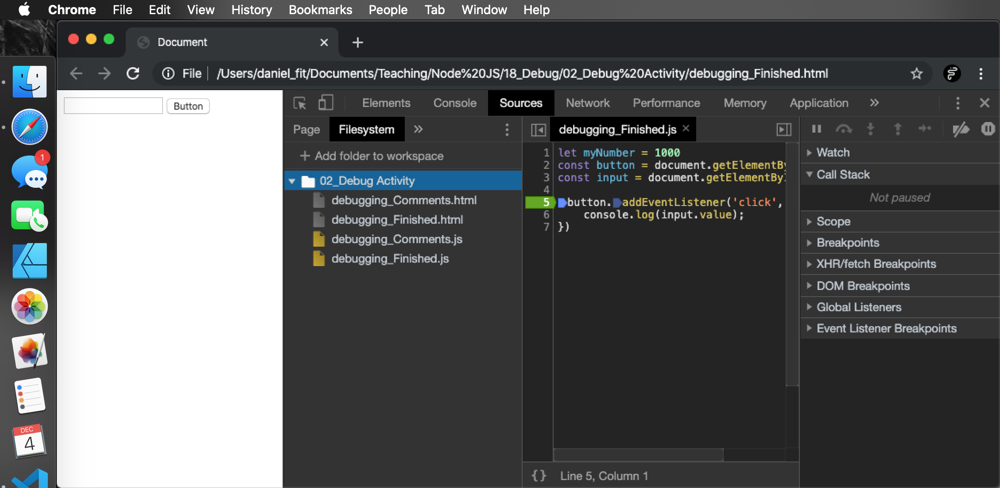 Chrome File Edit View History Bookmarks People Tab Window Help
Document
File /Users/daniel_fit/Documents/Teaching/Node%20JS/18_Debug/02_Debug%20Activity/debugging_Finished.html
Button
Elements Console Sources Network Performance Memory Application
Page Filesystem
debugging_Finished.js
Add folder to workspace
02_Debug Activity
debugging_Comments.html
debugging_Finished.html
debugging_Comments.js
debugging_Finished.js
1 let myNumber = 1000
2 const button = document.getElementBy
3 const input = document.getElementBy
4
5 button.addEventListener('click',
6 console.log(input.value);
7 })
{} Line 5, Column 1
Watch
Call Stack
Not paused
Scope
Breakpoints
XHR/fetch Breakpoints
DOM Breakpoints
Global Listeners
Event Listener Breakpoints
1
DEC
4